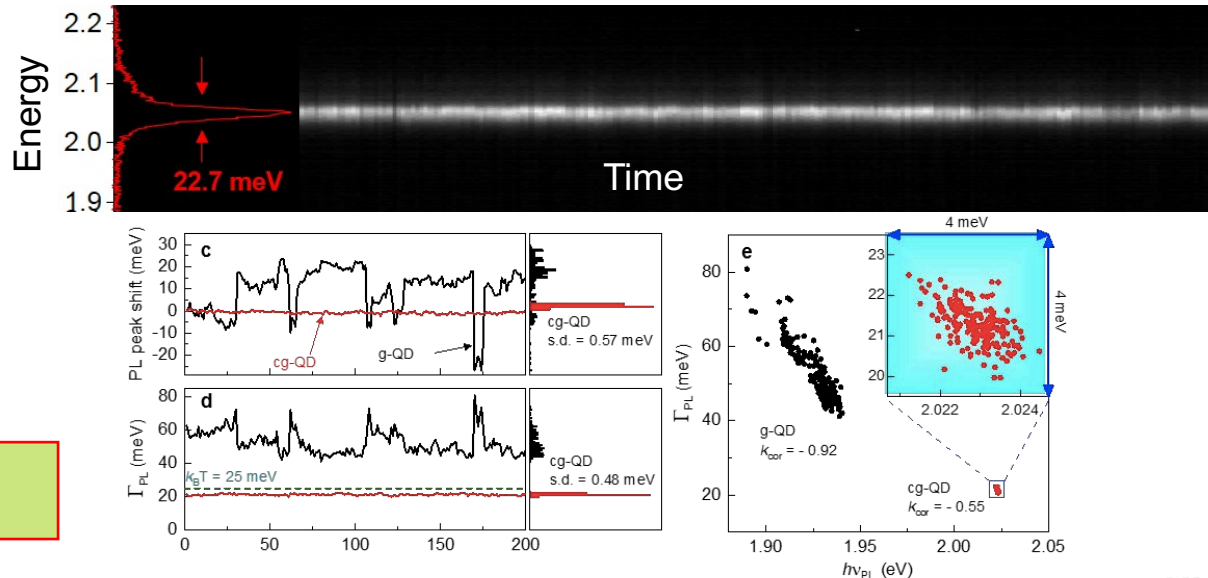 Energy
2.2
2.1
2.0
1.9
22.7 meV
Time
c
PL peak shift (meV)
30
20
10
0
-10
-20
cg-QD
g-QD
cg-QD
s.d. = 0.57 meV
d
Γ_PL (meV)
80
60
40
20
0
k_BT = 25 meV
cg-QD
s.d. = 0.48 meV
0
50
100
150
200
e
Γ_PL (meV)
80
60
40
20
g-QD
k_cor = - 0.92
cg-QD
k_cor = - 0.55
1.90
1.95
2.00
2.05
hν_PL (eV)
4 meV
4 meV
23
22
21
20
2.022
2.024